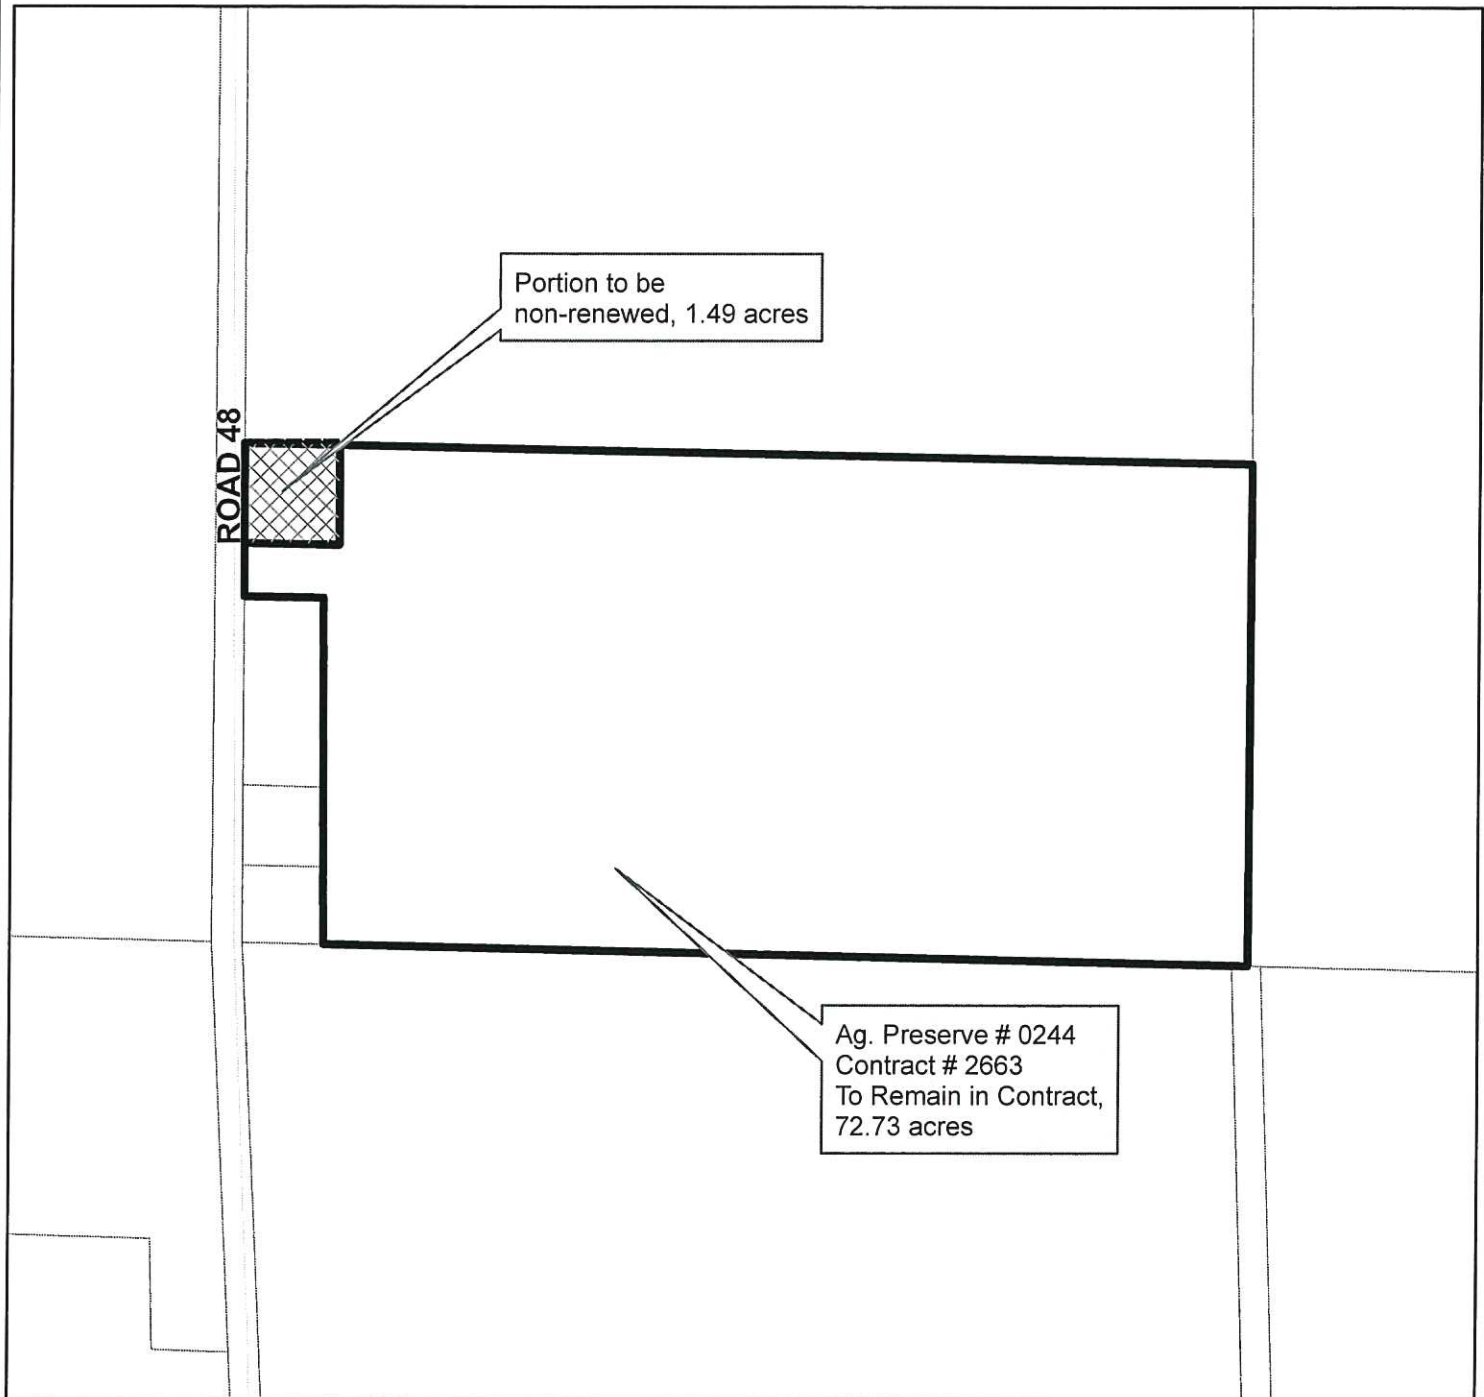 Portion to be
non-renewed, 1.49 acres
ROAD 48
Ag. Preserve # 0244
Contract # 2663
To Remain in Contract,
72.73 acres